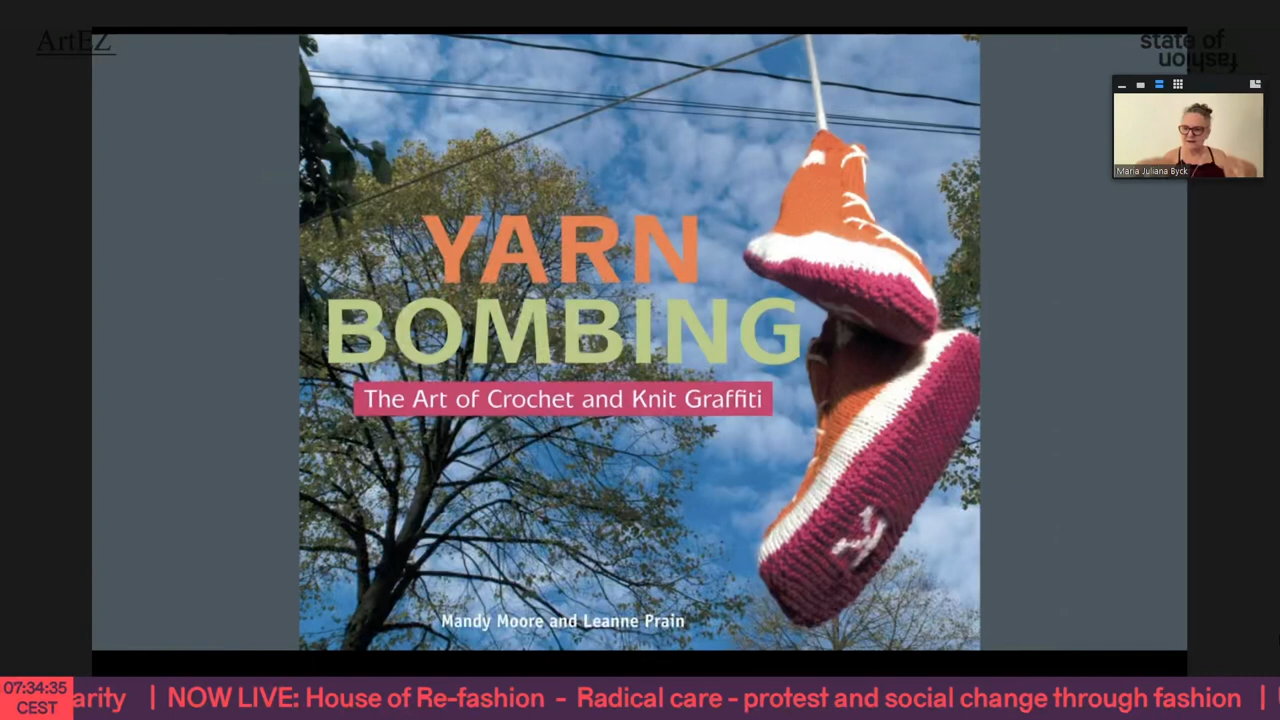 ArtEZ
state of
fashion
Maria Juliana Byck
YARN
BOMBING
The Art of Crochet and Knit Graffiti
Mandy Moore and Leanne Prain
07:34:35
CEST
arity | NOW LIVE: House of Re-fashion - Radical care - protest and social change through fashion |